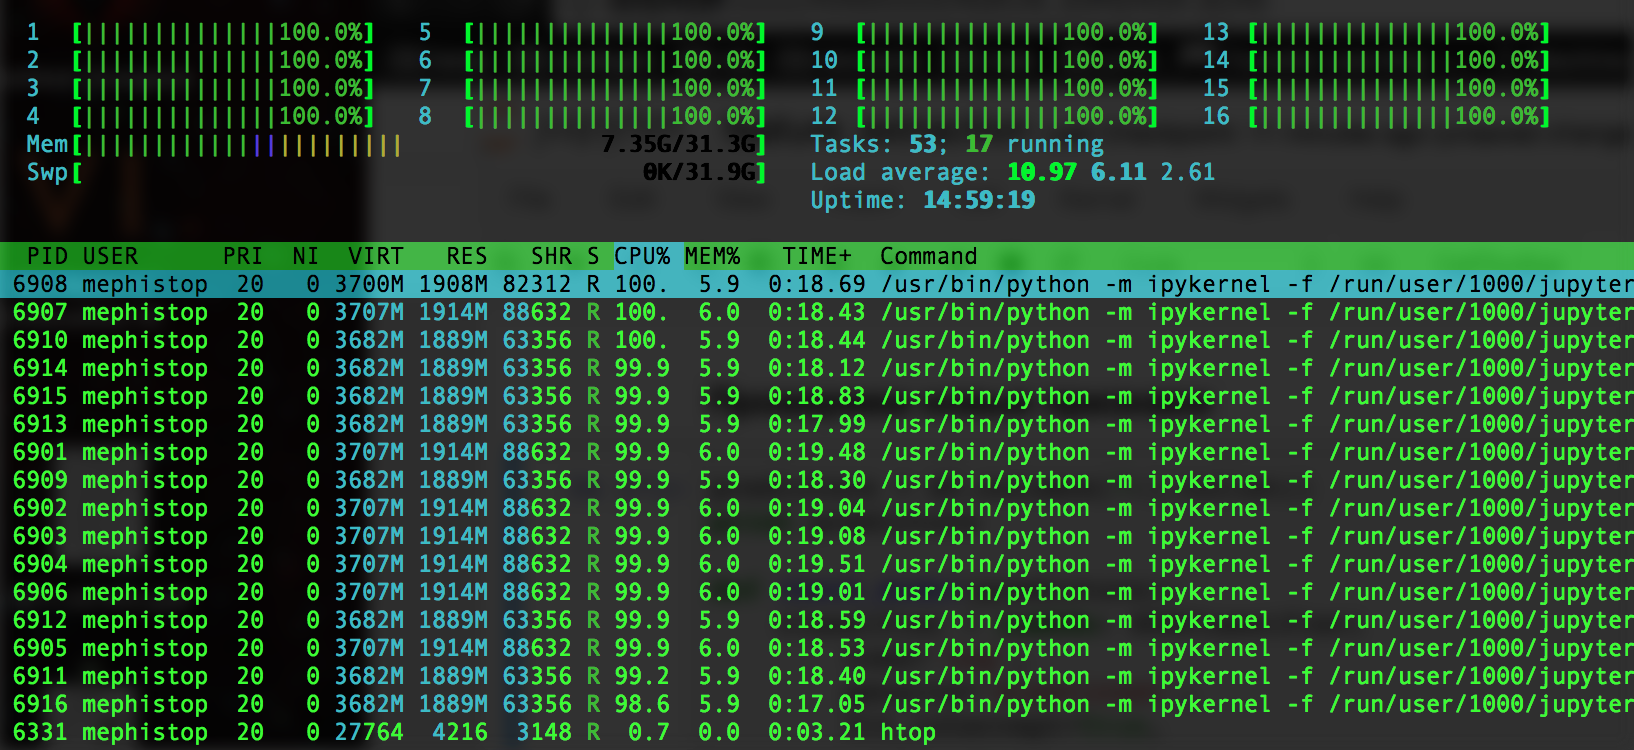 1 [||||||||||||||100.0%] 5 [||||||||||||||100.0%] 9 [||||||||||||||100.0%] 13 [||||||||||||||100.0%]
2 [||||||||||||||100.0%] 6 [||||||||||||||100.0%] 10 [||||||||||||||100.0%] 14 [||||||||||||||100.0%]
3 [||||||||||||||100.0%] 7 [||||||||||||||100.0%] 11 [||||||||||||||100.0%] 15 [||||||||||||||100.0%]
4 [||||||||||||||100.0%] 8 [||||||||||||||100.0%] 12 [||||||||||||||100.0%] 16 [||||||||||||||100.0%]
Mem[||||||||||||||||||||||| 7.35G/31.3G] Tasks: 53; 17 running
Swp[ 0K/31.9G] Load average: 10.97 6.11 2.61
Uptime: 14:59:19
PID USER PRI NI VIRT RES SHR S CPU% MEM% TIME+ Command
6908 mephistop 20 0 3700M 1908M 82312 R 100. 5.9 0:18.69 /usr/bin/python -m ipykernel -f /run/user/1000/jupyter
6907 mephistop 20 0 3707M 1914M 88632 R 100. 6.0 0:18.43 /usr/bin/python -m ipykernel -f /run/user/1000/jupyter
6910 mephistop 20 0 3682M 1889M 63356 R 100. 5.9 0:18.44 /usr/bin/python -m ipykernel -f /run/user/1000/jupyter
6914 mephistop 20 0 3682M 1889M 63356 R 99.9 5.9 0:18.12 /usr/bin/python -m ipykernel -f /run/user/1000/jupyter
6915 mephistop 20 0 3682M 1889M 63356 R 99.9 5.9 0:18.83 /usr/bin/python -m ipykernel -f /run/user/1000/jupyter
6913 mephistop 20 0 3682M 1889M 63356 R 99.9 5.9 0:17.99 /usr/bin/python -m ipykernel -f /run/user/1000/jupyter
6901 mephistop 20 0 3707M 1914M 88632 R 99.9 6.0 0:19.48 /usr/bin/python -m ipykernel -f /run/user/1000/jupyter
6909 mephistop 20 0 3682M 1889M 63356 R 99.9 5.9 0:18.30 /usr/bin/python -m ipykernel -f /run/user/1000/jupyter
6902 mephistop 20 0 3707M 1914M 88632 R 99.9 6.0 0:19.04 /usr/bin/python -m ipykernel -f /run/user/1000/jupyter
6903 mephistop 20 0 3707M 1914M 88632 R 99.9 6.0 0:19.08 /usr/bin/python -m ipykernel -f /run/user/1000/jupyter
6904 mephistop 20 0 3707M 1914M 88632 R 99.9 6.0 0:19.51 /usr/bin/python -m ipykernel -f /run/user/1000/jupyter
6906 mephistop 20 0 3707M 1914M 88632 R 99.9 6.0 0:19.01 /usr/bin/python -m ipykernel -f /run/user/1000/jupyter
6912 mephistop 20 0 3682M 1889M 63356 R 99.9 5.9 0:18.59 /usr/bin/python -m ipykernel -f /run/user/1000/jupyter
6905 mephistop 20 0 3707M 1914M 88632 R 99.9 6.0 0:18.53 /usr/bin/python -m ipykernel -f /run/user/1000/jupyter
6911 mephistop 20 0 3682M 1889M 63356 R 99.2 5.9 0:18.40 /usr/bin/python -m ipykernel -f /run/user/1000/jupyter
6916 mephistop 20 0 3682M 1889M 63356 R 98.6 5.9 0:17.05 /usr/bin/python -m ipykernel -f /run/user/1000/jupyter
6331 mephistop 20 0 27764 4216 3148 R 0.7 0.0 0:03.21 htop